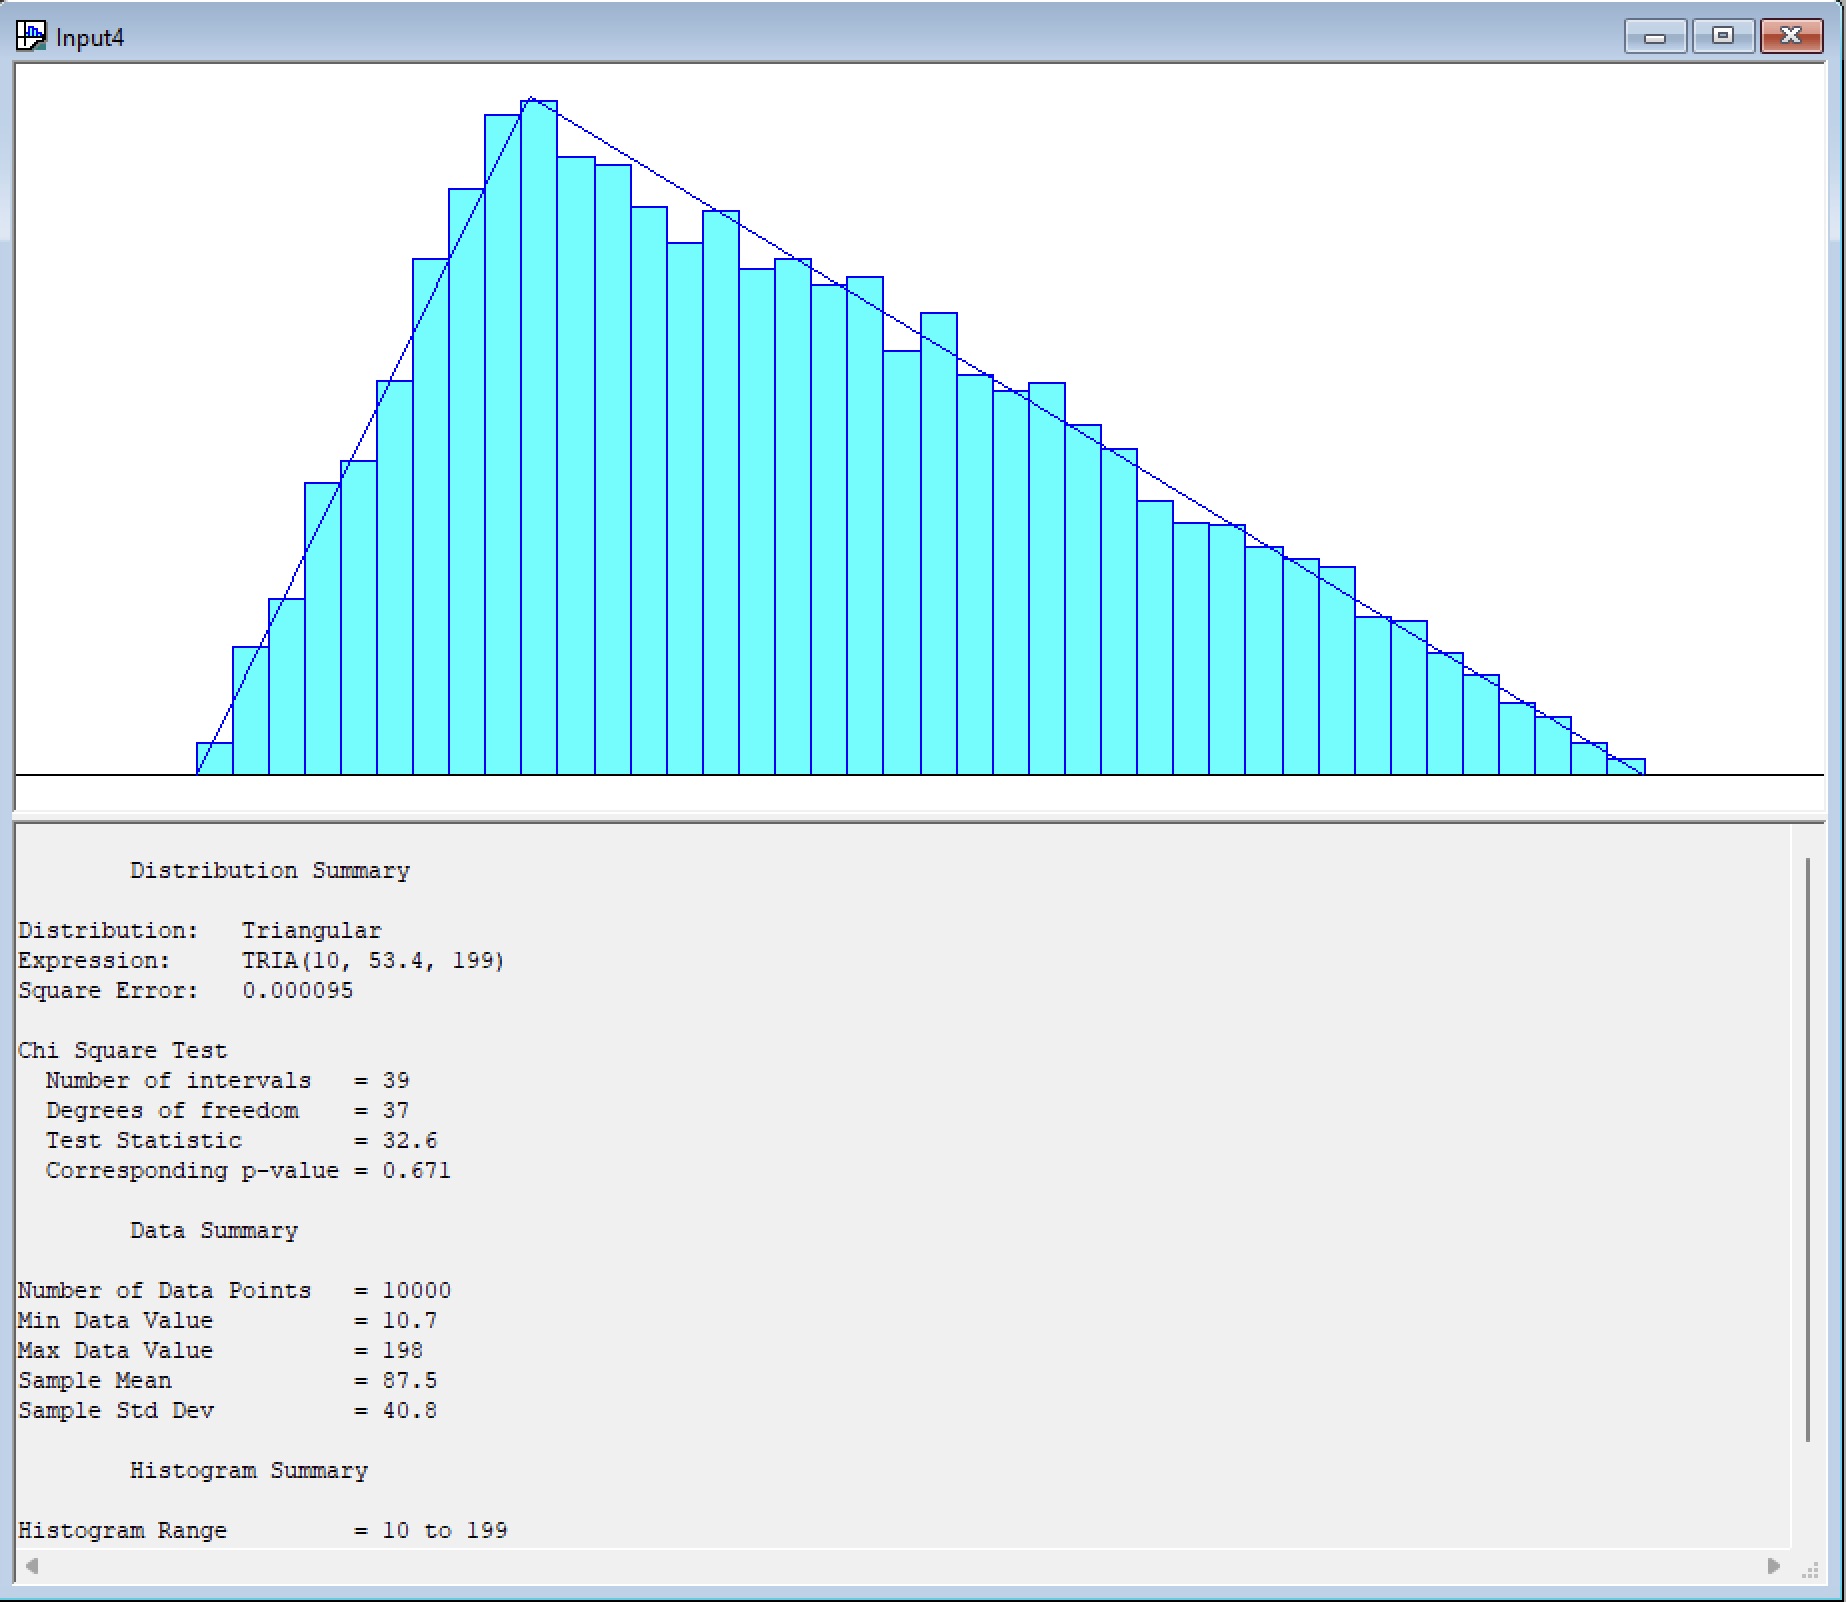 Input4
Distribution Summary
Distribution: Triangular
Expression: TRIA(10, 53.4, 199)
Square Error: 0.000095
Chi Square Test
Number of intervals = 39
Degrees of freedom = 37
Test Statistic = 32.6
Corresponding p-value = 0.671
Data Summary
Number of Data Points = 10000
Min Data Value = 10.7
Max Data Value = 198
Sample Mean = 87.5
Sample Std Dev = 40.8
Histogram Summary
Histogram Range = 10 to 199